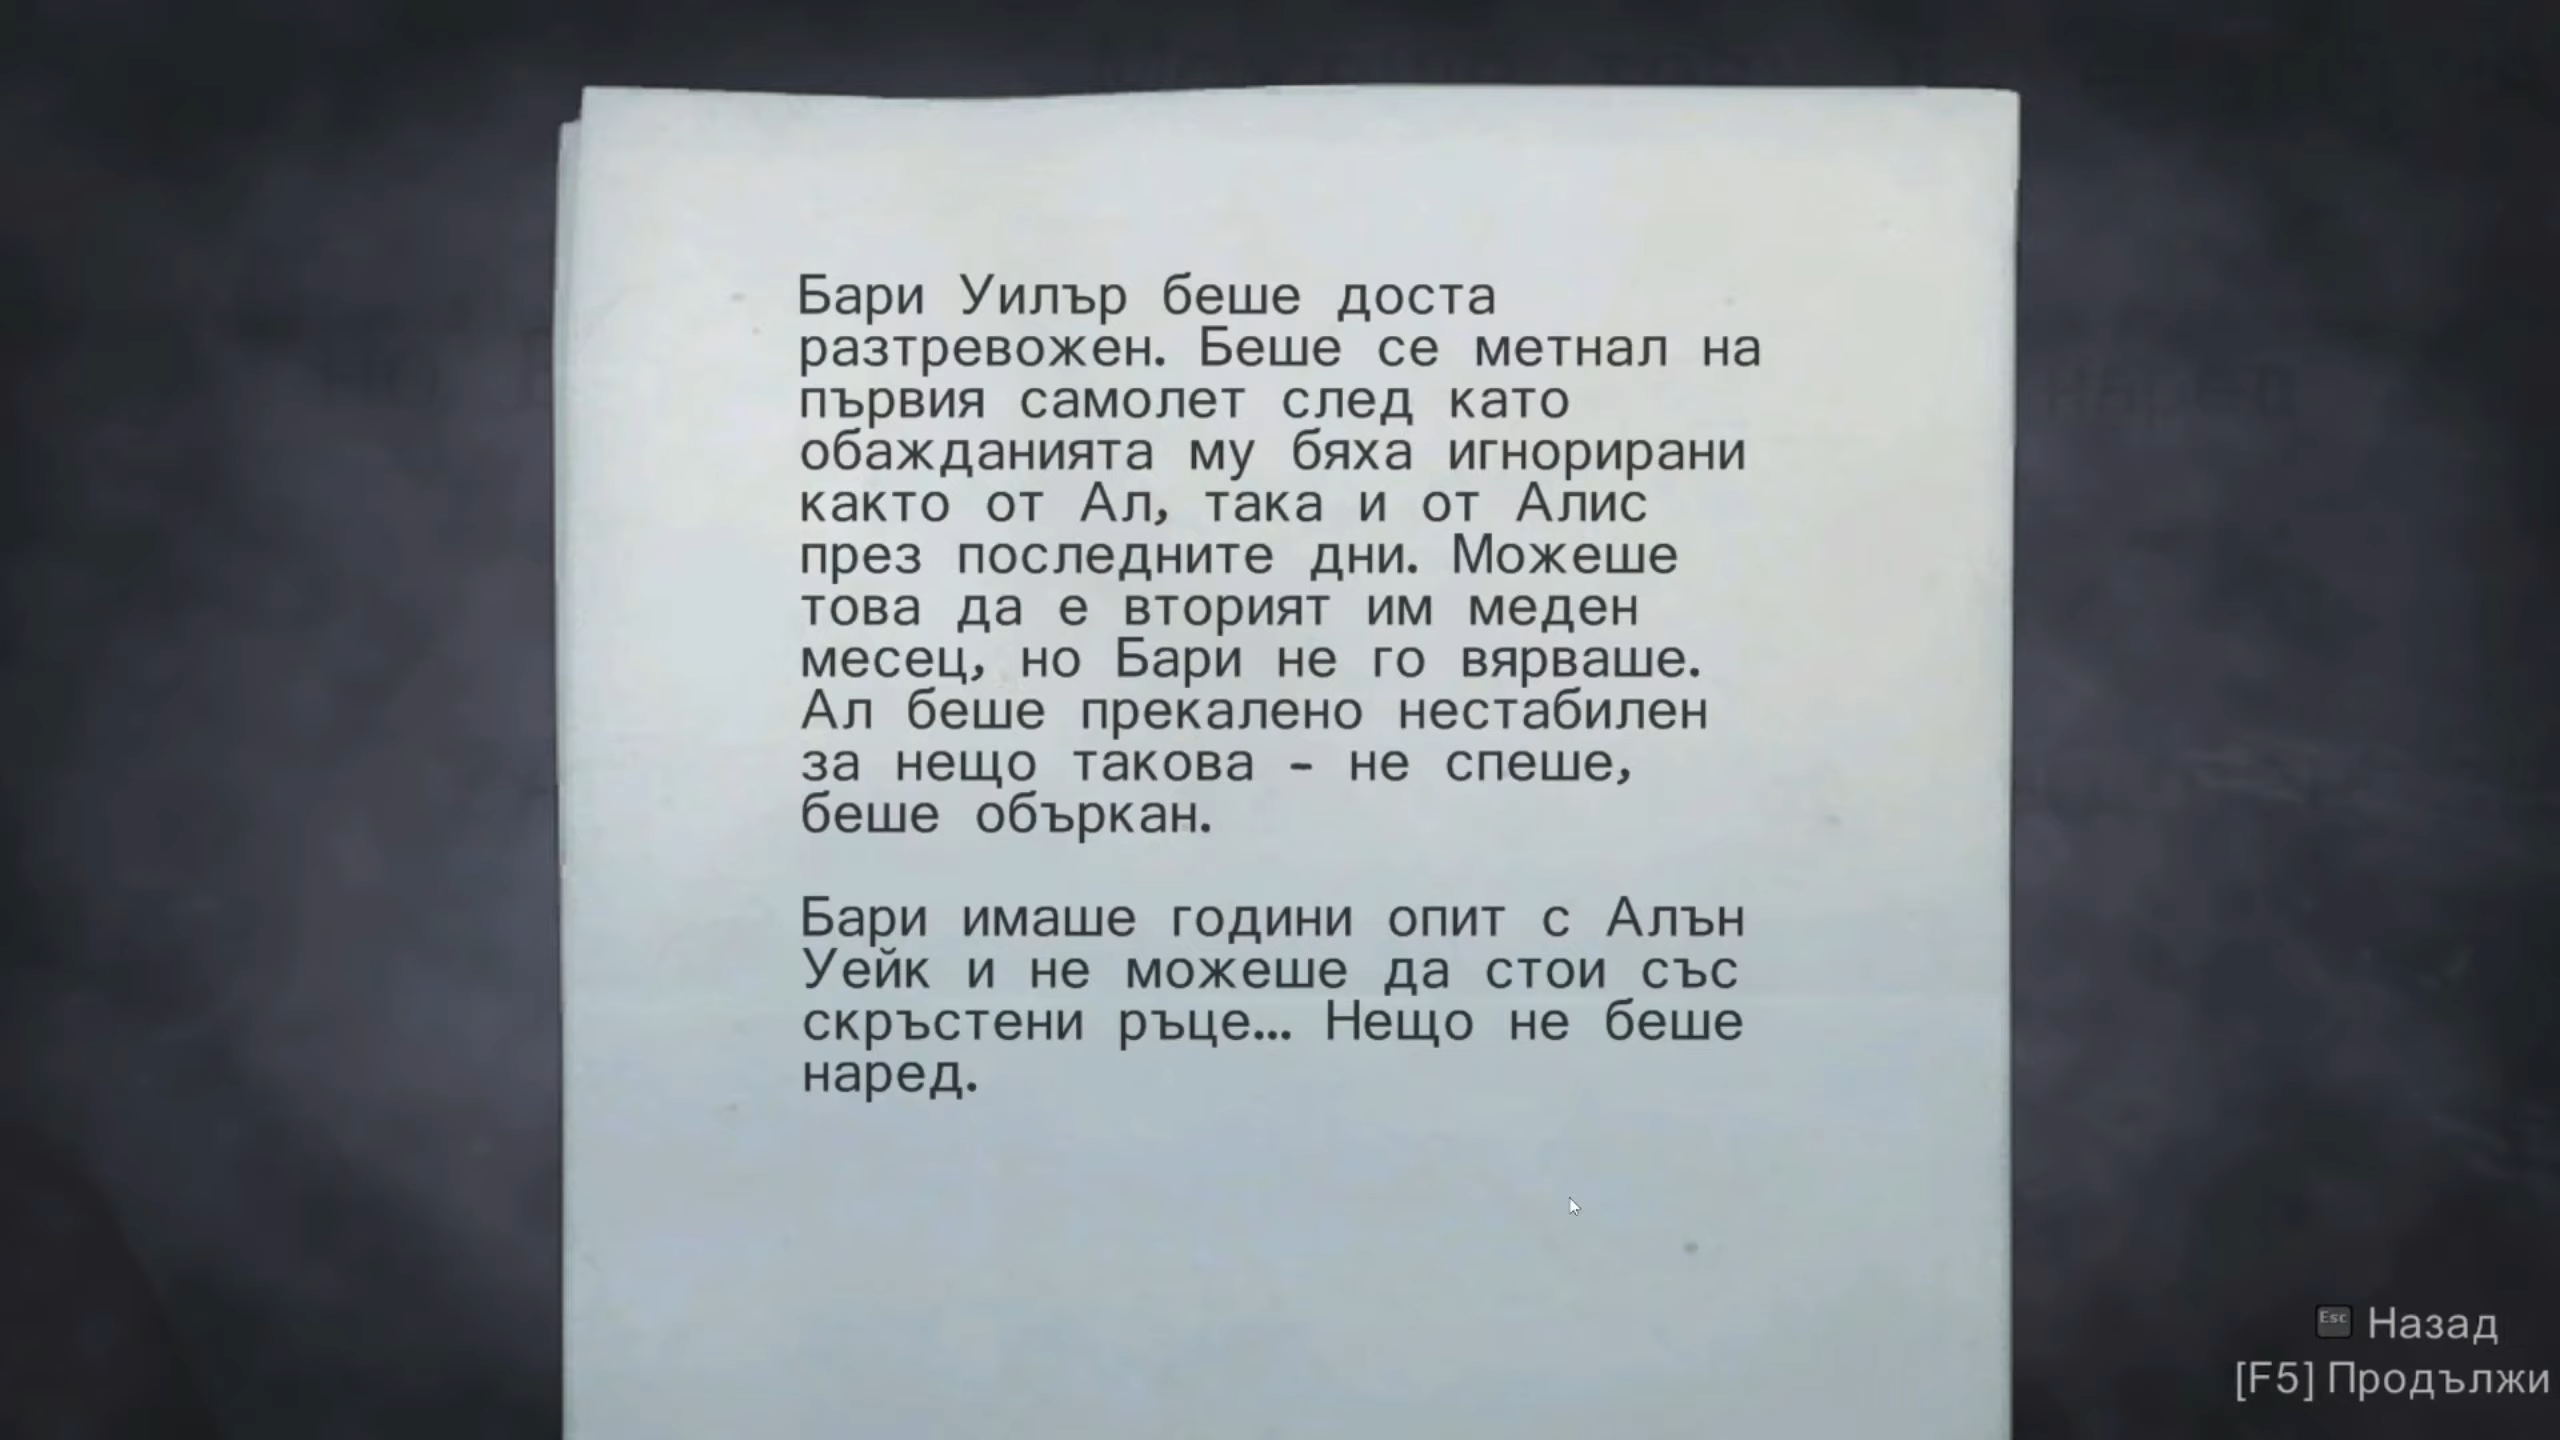 Бари Уилър беше доста
разтревожен. Беше се метнал на
първия самолет след като
обажданията му бяха игнорирани
както от Ал, така и от Алис
през последните дни. Можеше
това да е вторият им меден
месец, но Бари не го вярваше.
Ал беше прекалено нестабилен
за нещо такова - не спеше,
беше объркан.
Бари имаше години опит с Алън
Уейк и не можеше да стои със
скръстени ръце... Нещо не беше
наред.
Esc Назад
[F5] Продължи